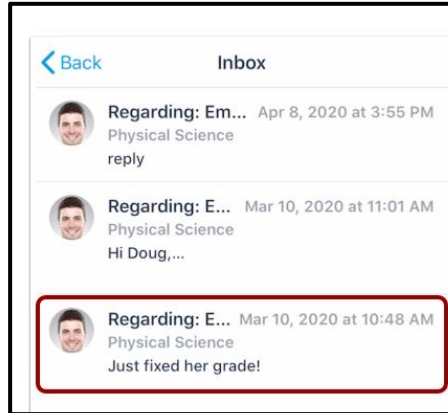 Back Inbox
Regarding: Em... Apr 8, 2020 at 3:55 PM
Physical Science
reply
Regarding: E... Mar 10, 2020 at 11:01 AM
Physical Science
Hi Doug,...
Regarding: E... Mar 10, 2020 at 10:48 AM
Physical Science
Just fixed her grade!